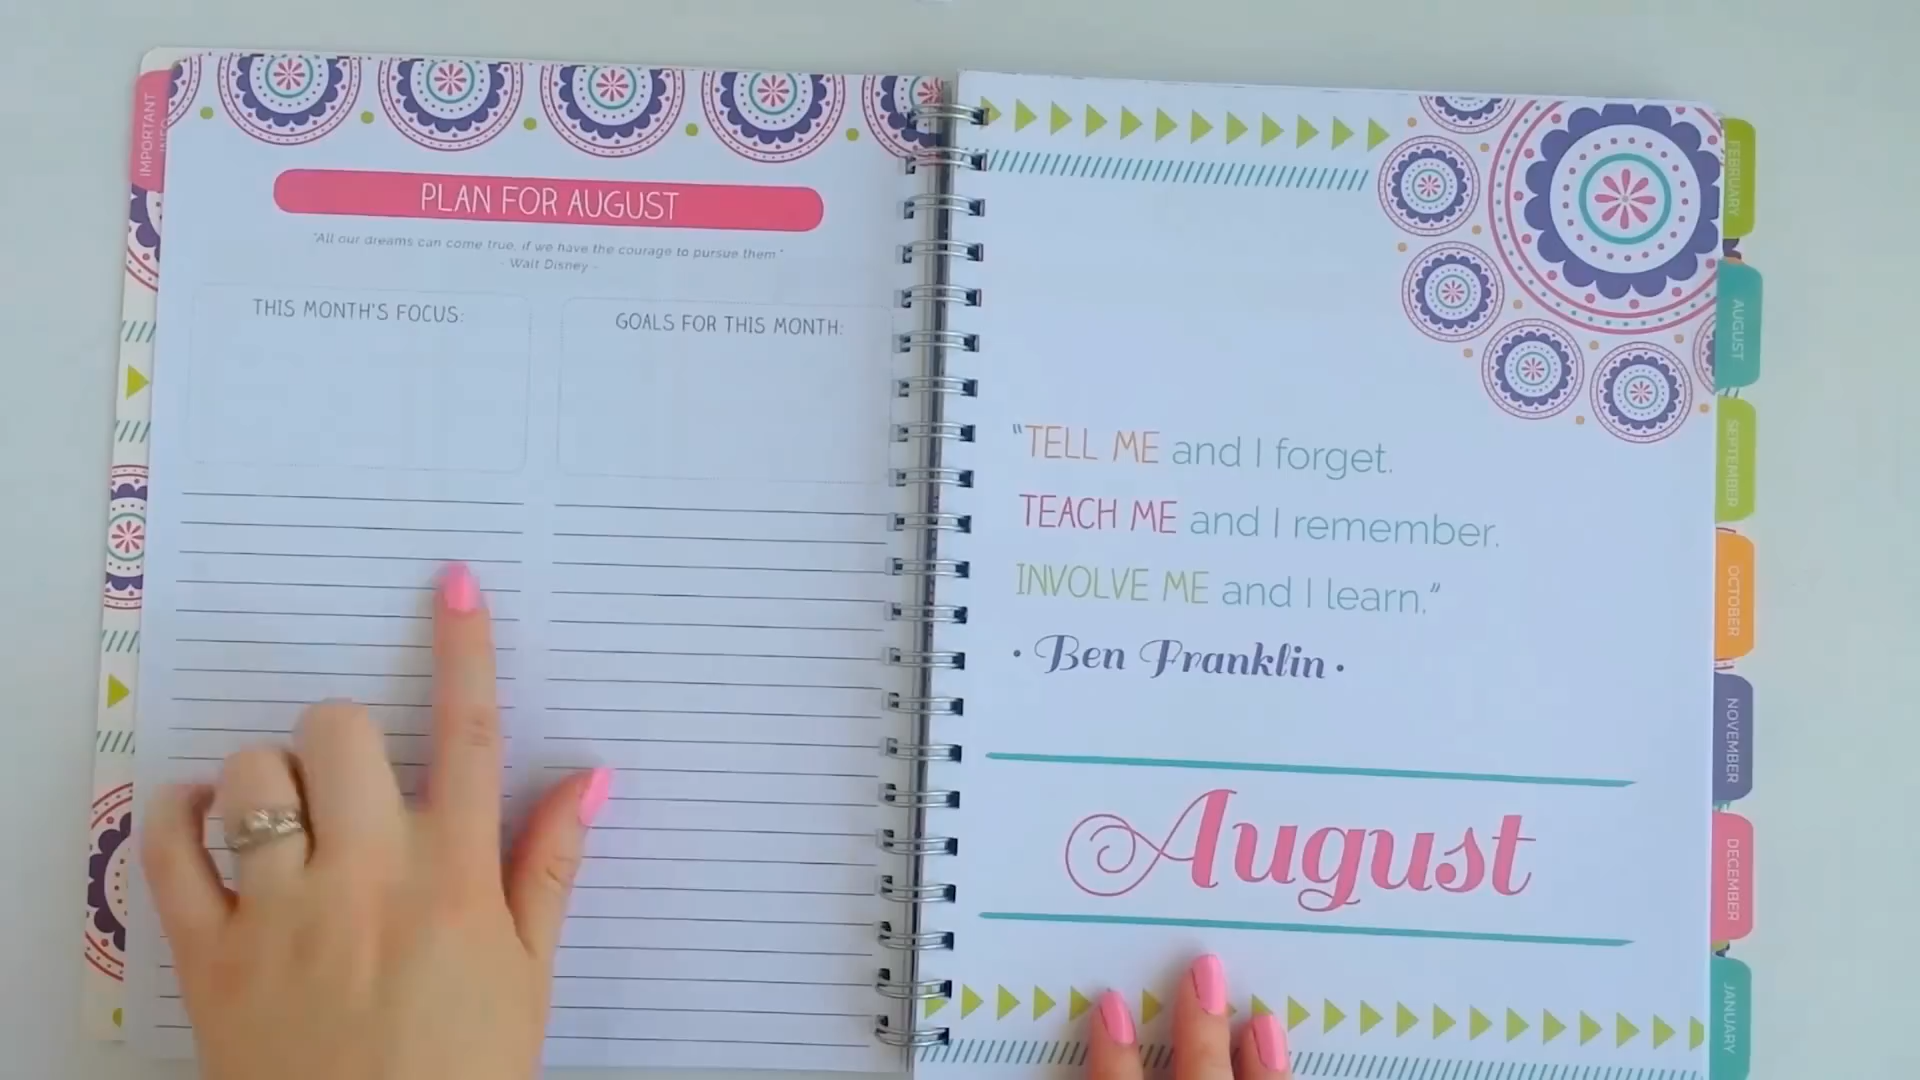 IMPORTANT
INFO
PLAN FOR AUGUST
"All our dreams can come true, if we have the courage to pursue them."
- Walt Disney -
THIS MONTH'S FOCUS:
GOALS FOR THIS MONTH:
"TELL ME and I forget.
TEACH ME and I remember.
INVOLVE ME and I learn."
• Ben Franklin •
August
FEBRUARY
AUGUST
SEPTEMBER
OCTOBER
NOVEMBER
DECEMBER
JANUARY